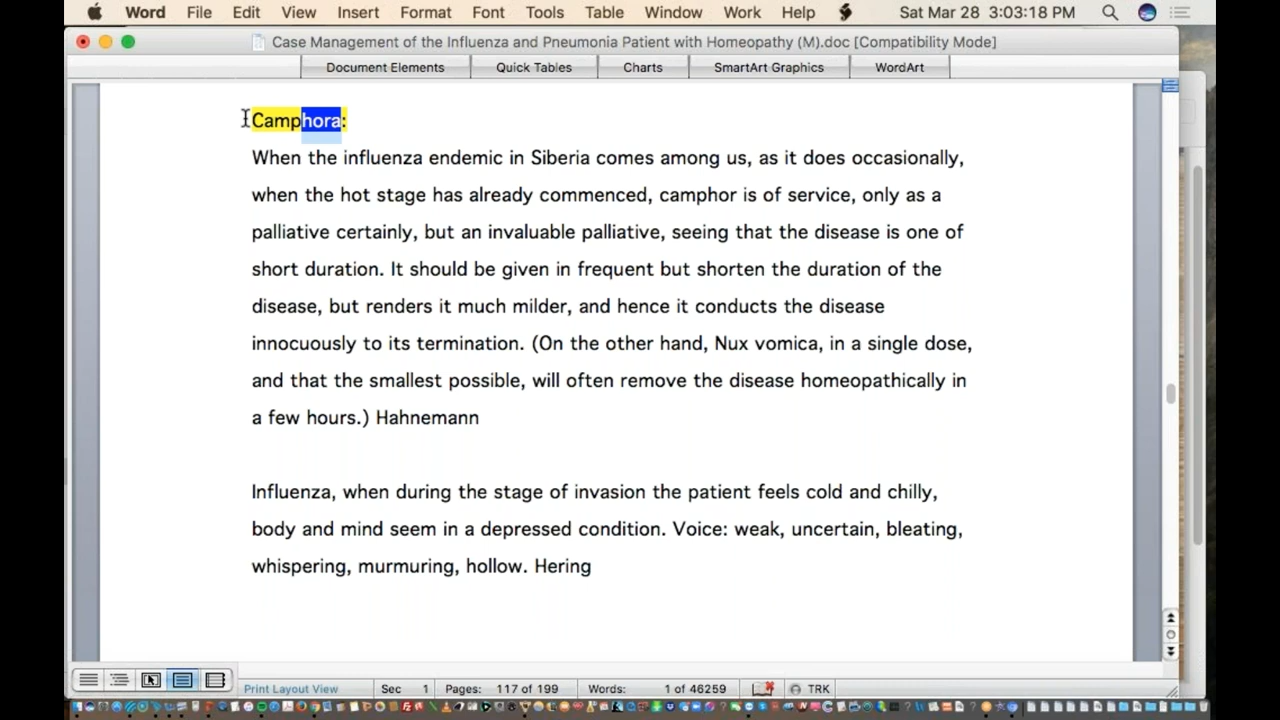 Word File Edit View Insert Format Font Tools Table Window Work Help Sat Mar 28 3:03:18 PM
Case Management of the Influenza and Pneumonia Patient with Homeopathy (M).doc [Compatibility Mode]
Document Elements Quick Tables Charts SmartArt Graphics WordArt
Camphora:
When the influenza endemic in Siberia comes among us, as it does occasionally,
when the hot stage has already commenced, camphor is of service, only as a
palliative certainly, but an invaluable palliative, seeing that the disease is one of
short duration. It should be given in frequent but shorten the duration of the
disease, but renders it much milder, and hence it conducts the disease
innocuously to its termination. (On the other hand, Nux vomica, in a single dose,
and that the smallest possible, will often remove the disease homeopathically in
a few hours.) Hahnemann
Influenza, when during the stage of invasion the patient feels cold and chilly,
body and mind seem in a depressed condition. Voice: weak, uncertain, bleating,
whispering, murmuring, hollow. Hering
Print Layout View Sec 1 Pages: 117 of 199 Words: 1 of 46259 TRK